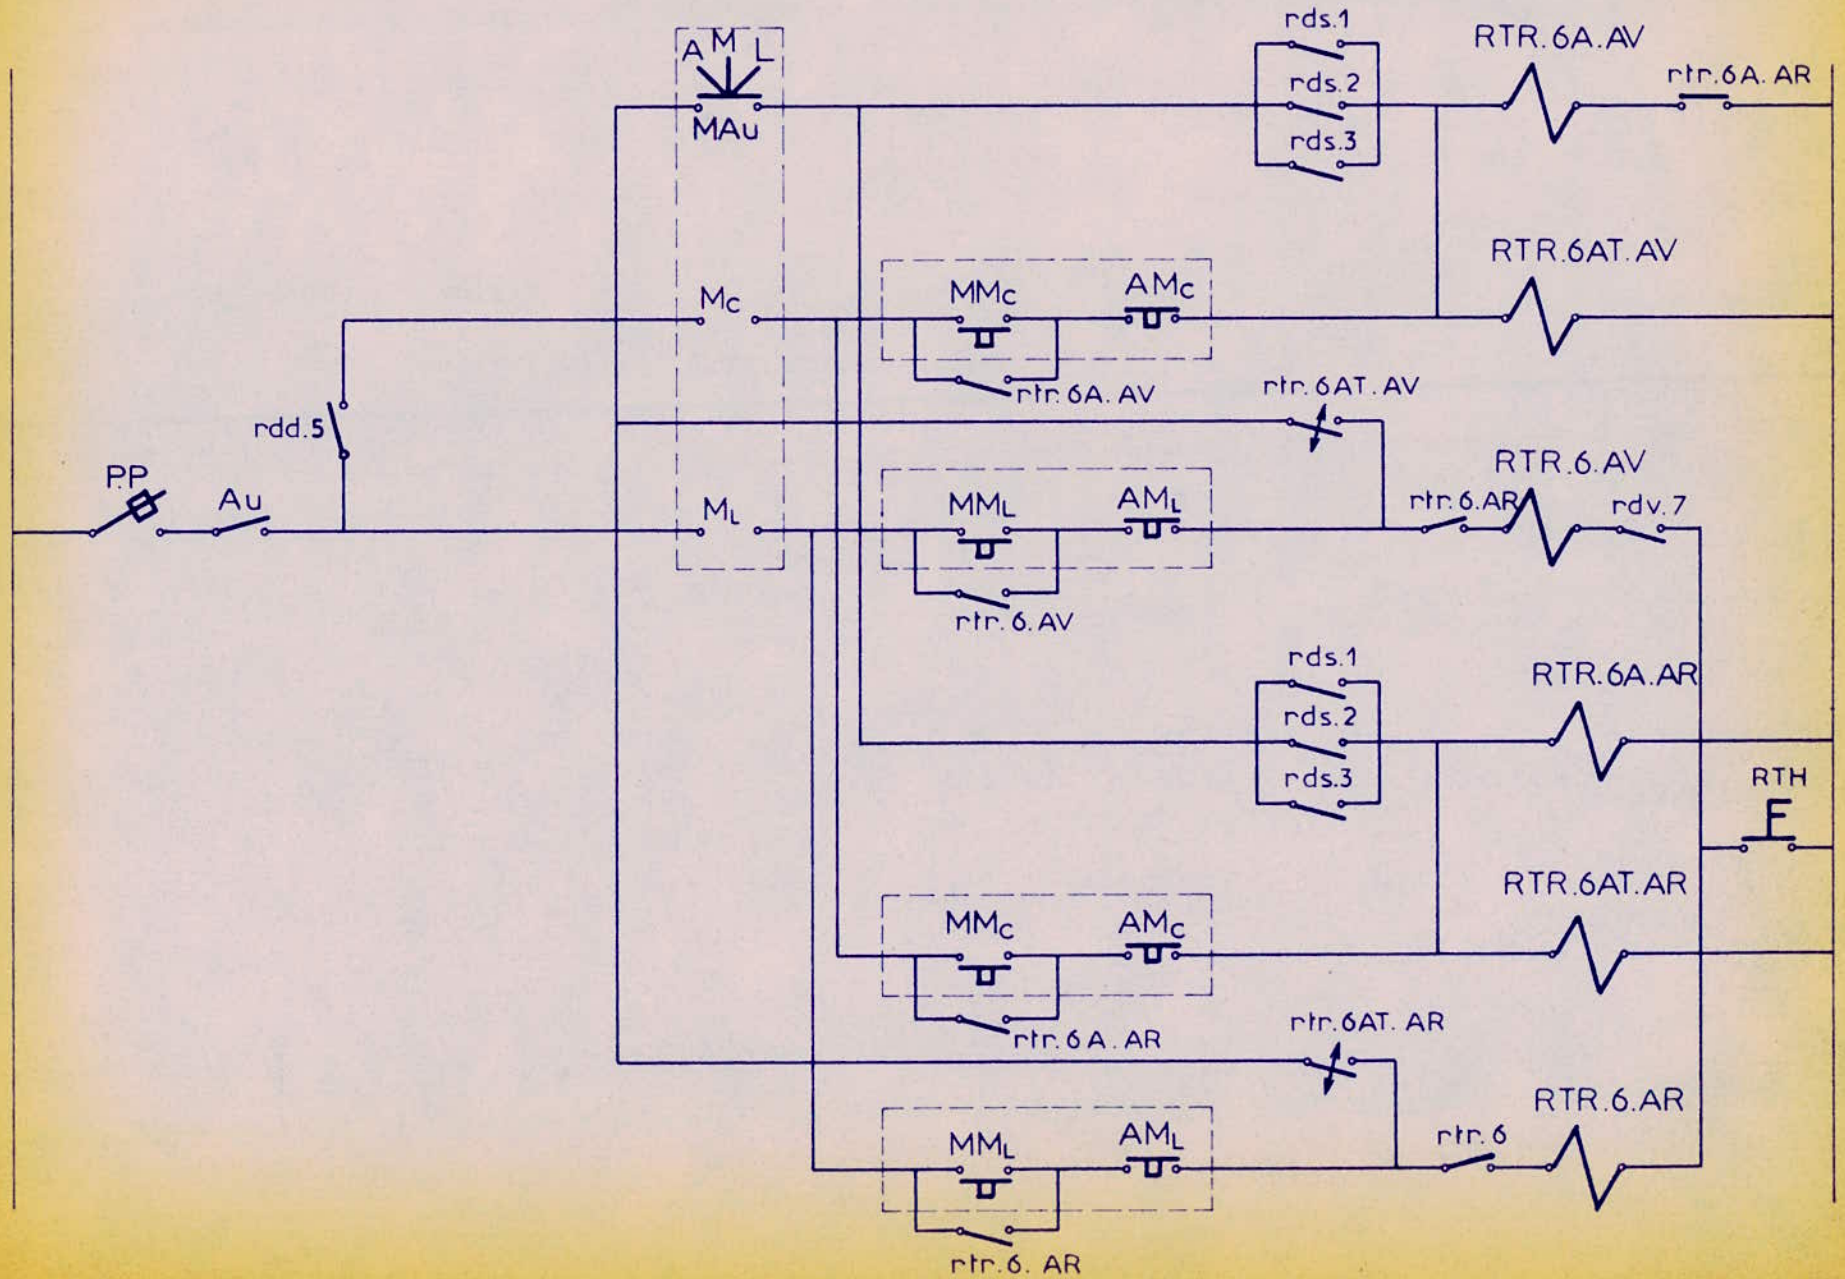 rds.1
A M L
RTR.6A.AV
rtr.6A.AR
rds.2
MAu
rds.3
RTR.6AT.AV
Mc
MMc
AMc
rtr.6A.AV
rtr.6AT.AV
rdd.5
RTR.6.AV
P.P
Au
ML
MML
AML
rtr.6.AR
rdv.7
rtr.6.AV
rds.1
RTR.6A.AR
rds.2
rds.3
RTH
F
RTR.6AT.AR
MMc
AMc
rtr.6A.AR
rtr.6AT.AR
RTR.6.AR
MML
AML
rtr.6
rtr.6.AR